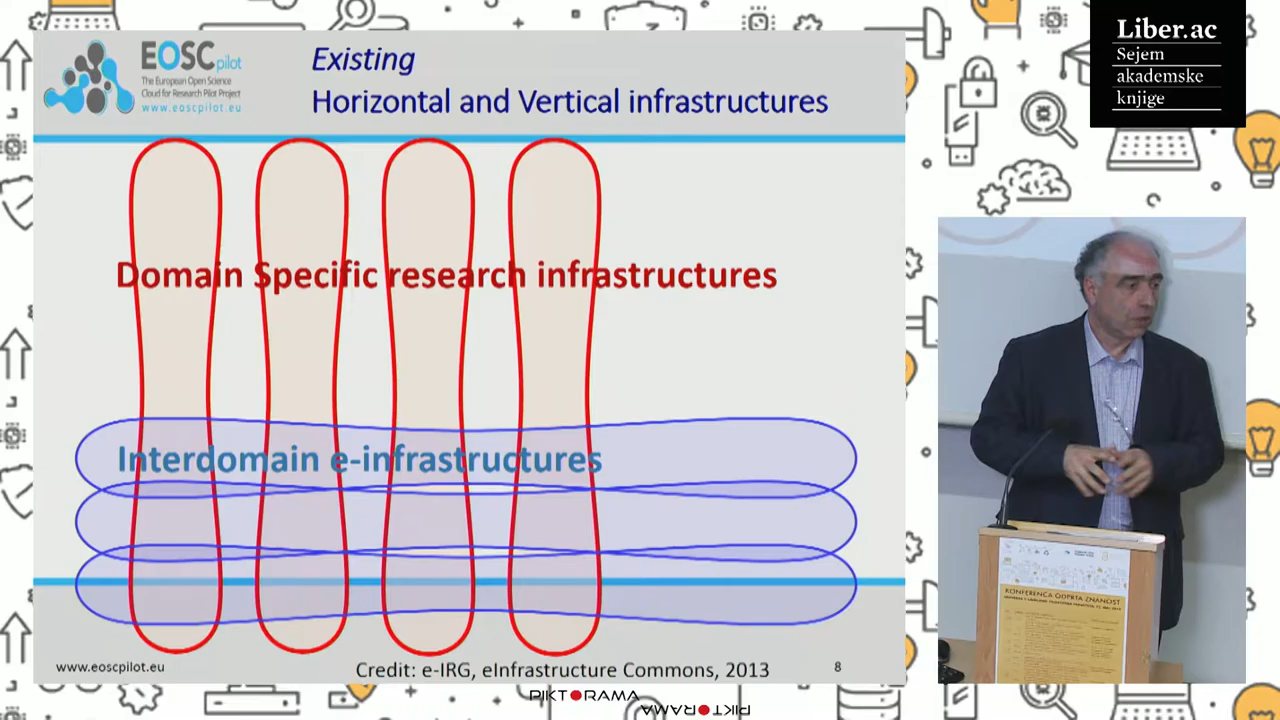 EOSCpilot
The European Open Science
Cloud for Research Pilot Project
www.eoscpilot.eu
Existing
Horizontal and Vertical infrastructures
Domain Specific research infrastructures
Interdomain e-infrastructures
www.eoscpilot.eu
Credit: e-IRG, eInfrastructure Commons, 2013
8
PIKTORAMA
PIKTORAMA
Liber.ac
Sejem
akademske
knjige
KONFERENCA ODPRTA ZNANOST